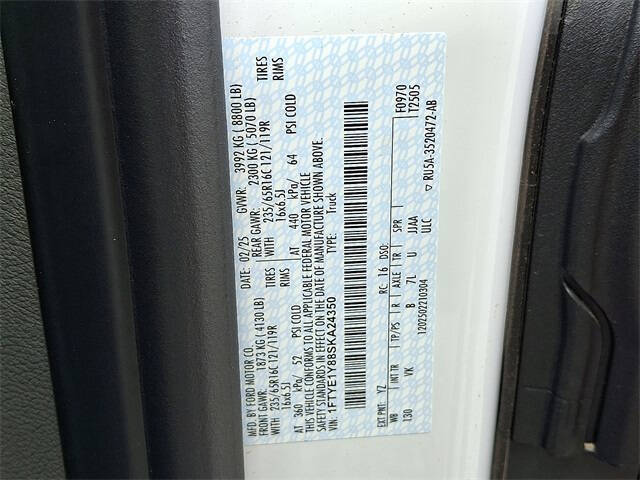 MFD. BY FORD MOTOR CO.
DATE: 02/25 GVWR: 3992 KG ( 8800 LB)
FRONT GAWR: 1873 KG ( 4130 LB) REAR GAWR: 2300 KG ( 5070 LB)
WITH 235/65R16C 121/119R TIRES WITH 235/65R16C 121/119R TIRES
16x6.5J RIMS 16x6.5J RIMS
AT 360 kPa/ 52 PSI COLD AT 440 kPa/ 64 PSI COLD
THIS VEHICLE CONFORMS TO ALL APPLICABLE FEDERAL MOTOR VEHICLE
SAFETY STANDARDS IN EFFECT ON THE DATE OF MANUFACTURE SHOWN ABOVE.
VIN: 1FTYE1Y88SKA24350 TYPE: Truck
EXT PNT: YZ RC: 16 DSO: F0970
WB INT TR TP/PS R AXLE TR SPR T2505
130 VK B 7L U JJAA
ULC
1202502210304 ▽ RU5A-3520472-AB